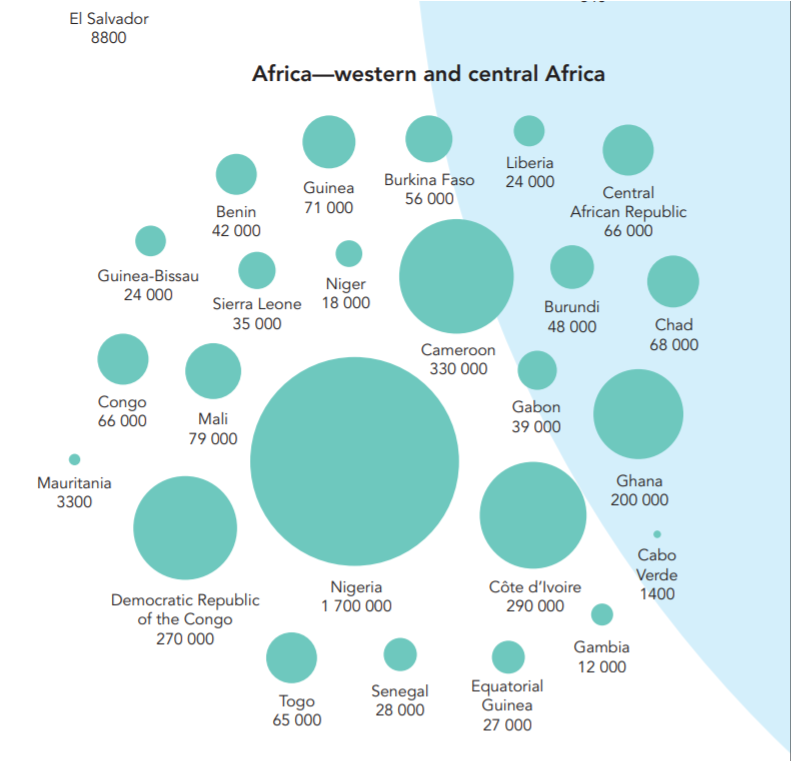 El Salvador
8800
Africa—western and central Africa
Liberia
24 000
Burkina Faso
56 000
Guinea
71 000
Central
African Republic
66 000
Benin
42 000
Guinea-Bissau
24 000
Niger
18 000
Sierra Leone
35 000
Burundi
48 000
Chad
68 000
Cameroon
330 000
Congo
66 000
Mali
79 000
Gabon
39 000
Mauritania
3300
Ghana
200 000
Cabo
Verde
1400
Nigeria
1 700 000
Côte d’Ivoire
290 000
Democratic Republic
of the Congo
270 000
Gambia
12 000
Togo
65 000
Senegal
28 000
Equatorial
Guinea
27 000